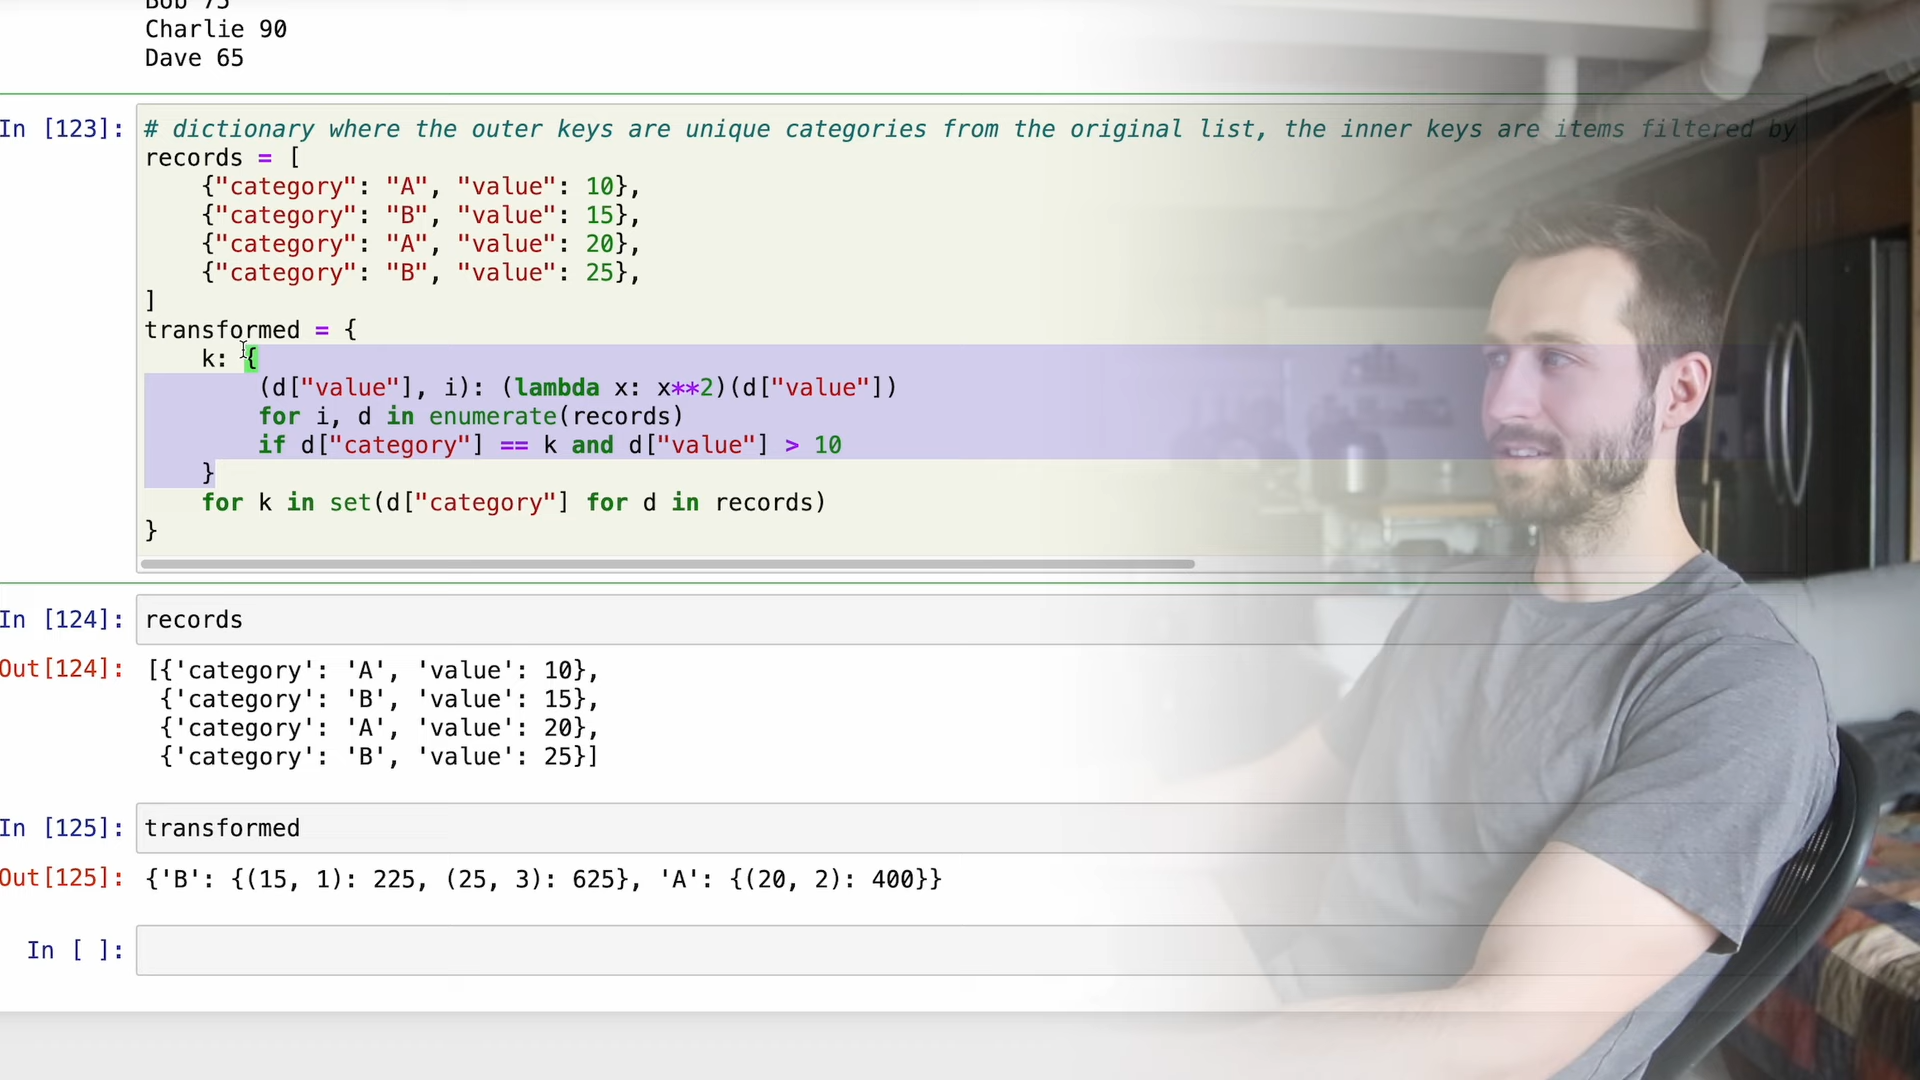 Bob 75
Charlie 90
Dave 65
In [123]:
# dictionary where the outer keys are unique categories from the original list, the inner keys are items filtered by
records = [
    {"category": "A", "value": 10},
    {"category": "B", "value": 15},
    {"category": "A", "value": 20},
    {"category": "B", "value": 25},
]
transformed = {
    k: {
        (d["value"], i): (lambda x: x**2)(d["value"])
        for i, d in enumerate(records)
        if d["category"] == k and d["value"] > 10
    }
    for k in set(d["category"] for d in records)
}
In [124]: records
Out[124]: [{'category': 'A', 'value': 10},
 {'category': 'B', 'value': 15},
 {'category': 'A', 'value': 20},
 {'category': 'B', 'value': 25}]
In [125]: transformed
Out[125]: {'B': {(15, 1): 225, (25, 3): 625}, 'A': {(20, 2): 400}}
In [ ]: